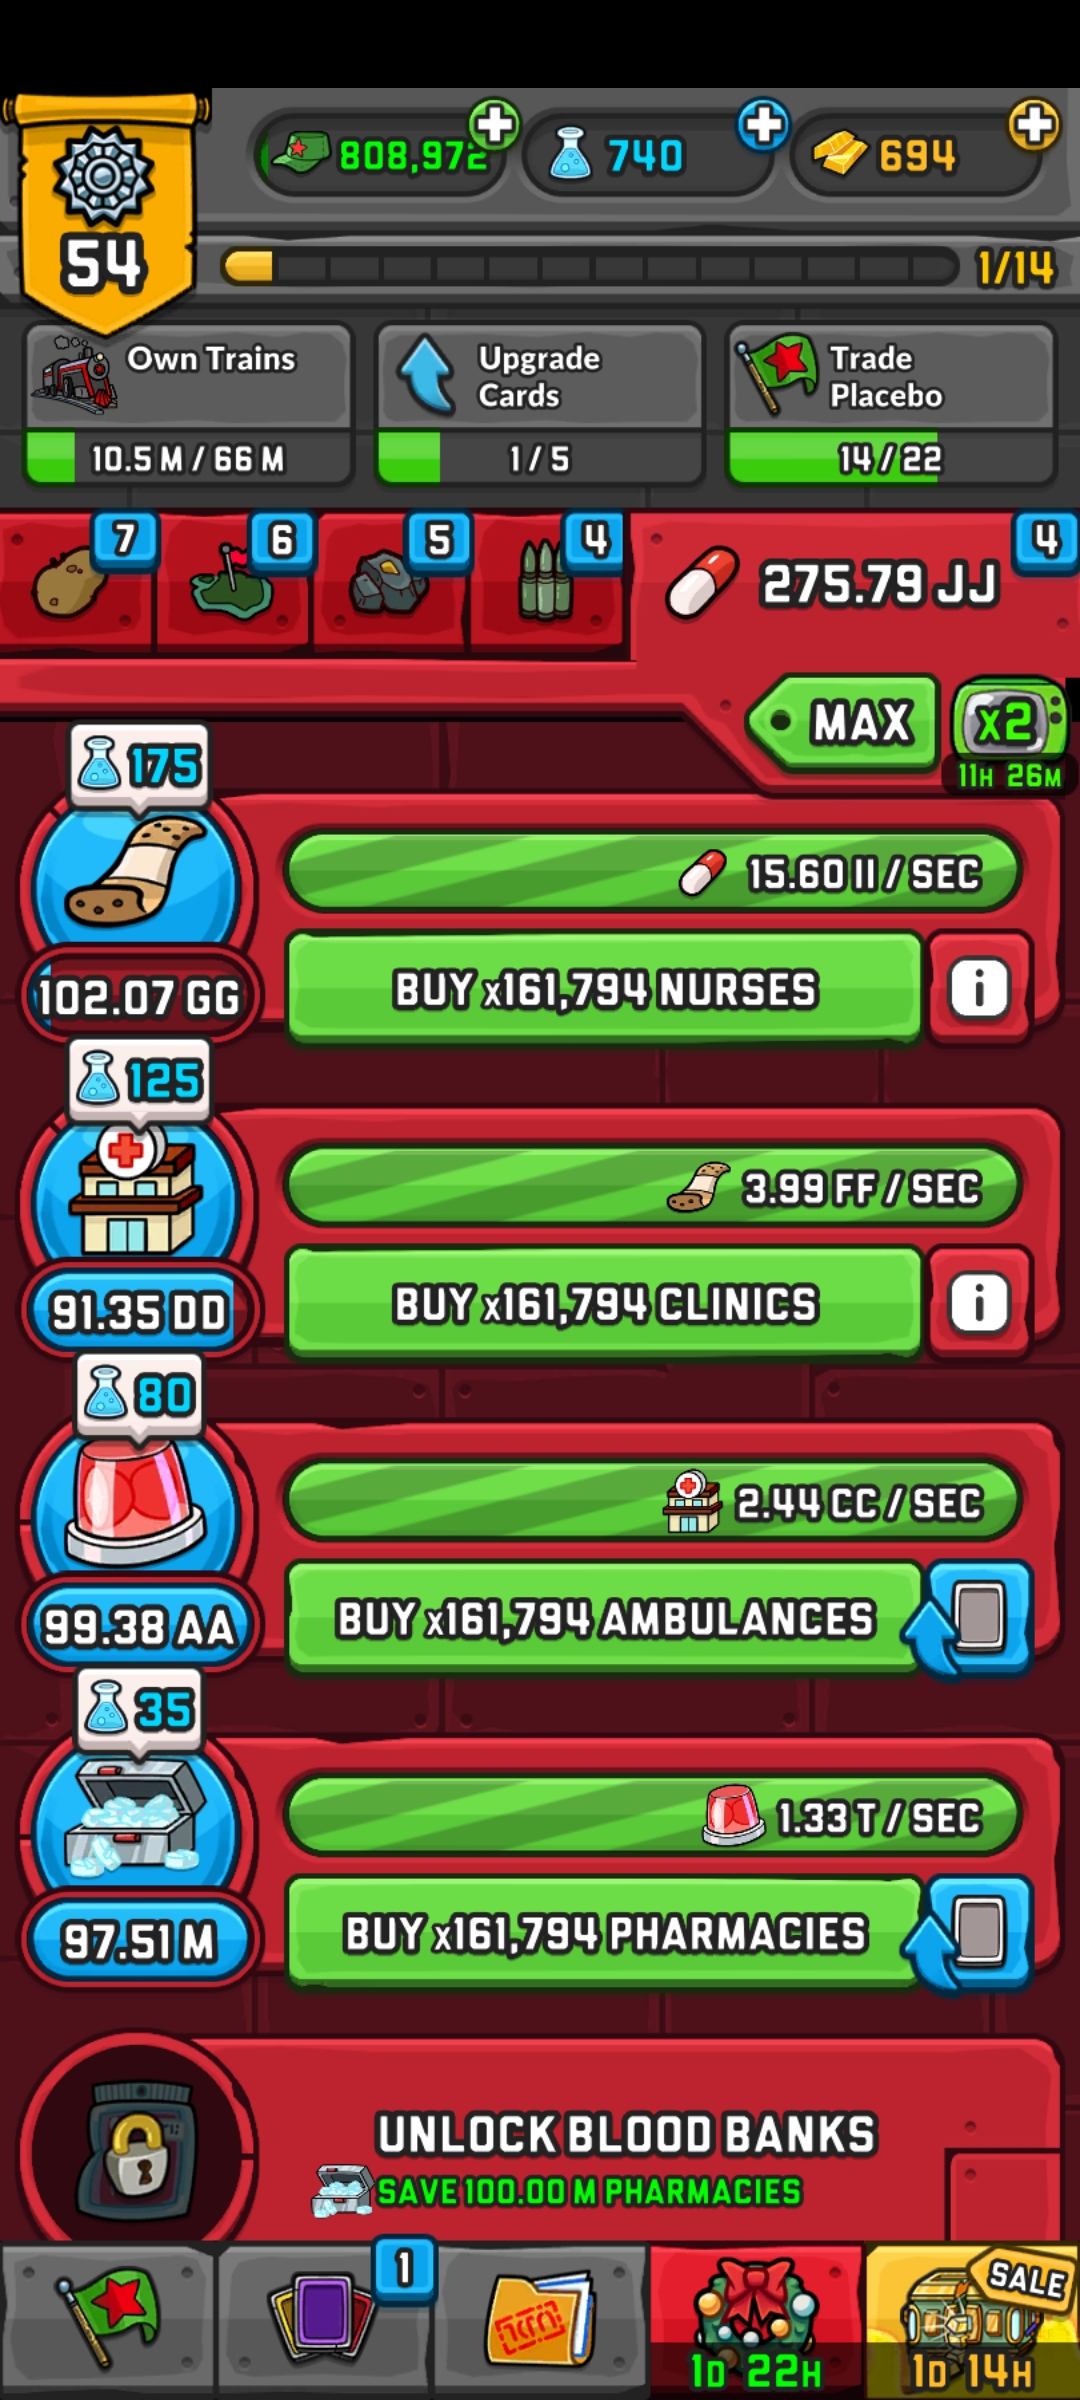 54
808,972
740
694
1/14
Own Trains
10.5 M / 66 M
Upgrade
Cards
1 / 5
Trade
Placebo
14 / 22
7
6
5
4
275.79 JJ
4
MAX
x2
11H 26M
175
15.60 II / SEC
102.07 GG
BUY x161,794 NURSES
i
125
3.99 FF / SEC
91.35 DD
BUY x161,794 CLINICS
i
80
2.44 CC / SEC
99.38 AA
BUY x161,794 AMBULANCES
35
1.33 T / SEC
97.51 M
BUY x161,794 PHARMACIES
UNLOCK BLOOD BANKS
SAVE 100.00 M PHARMACIES
1
SALE
1D 22H
1D 14H